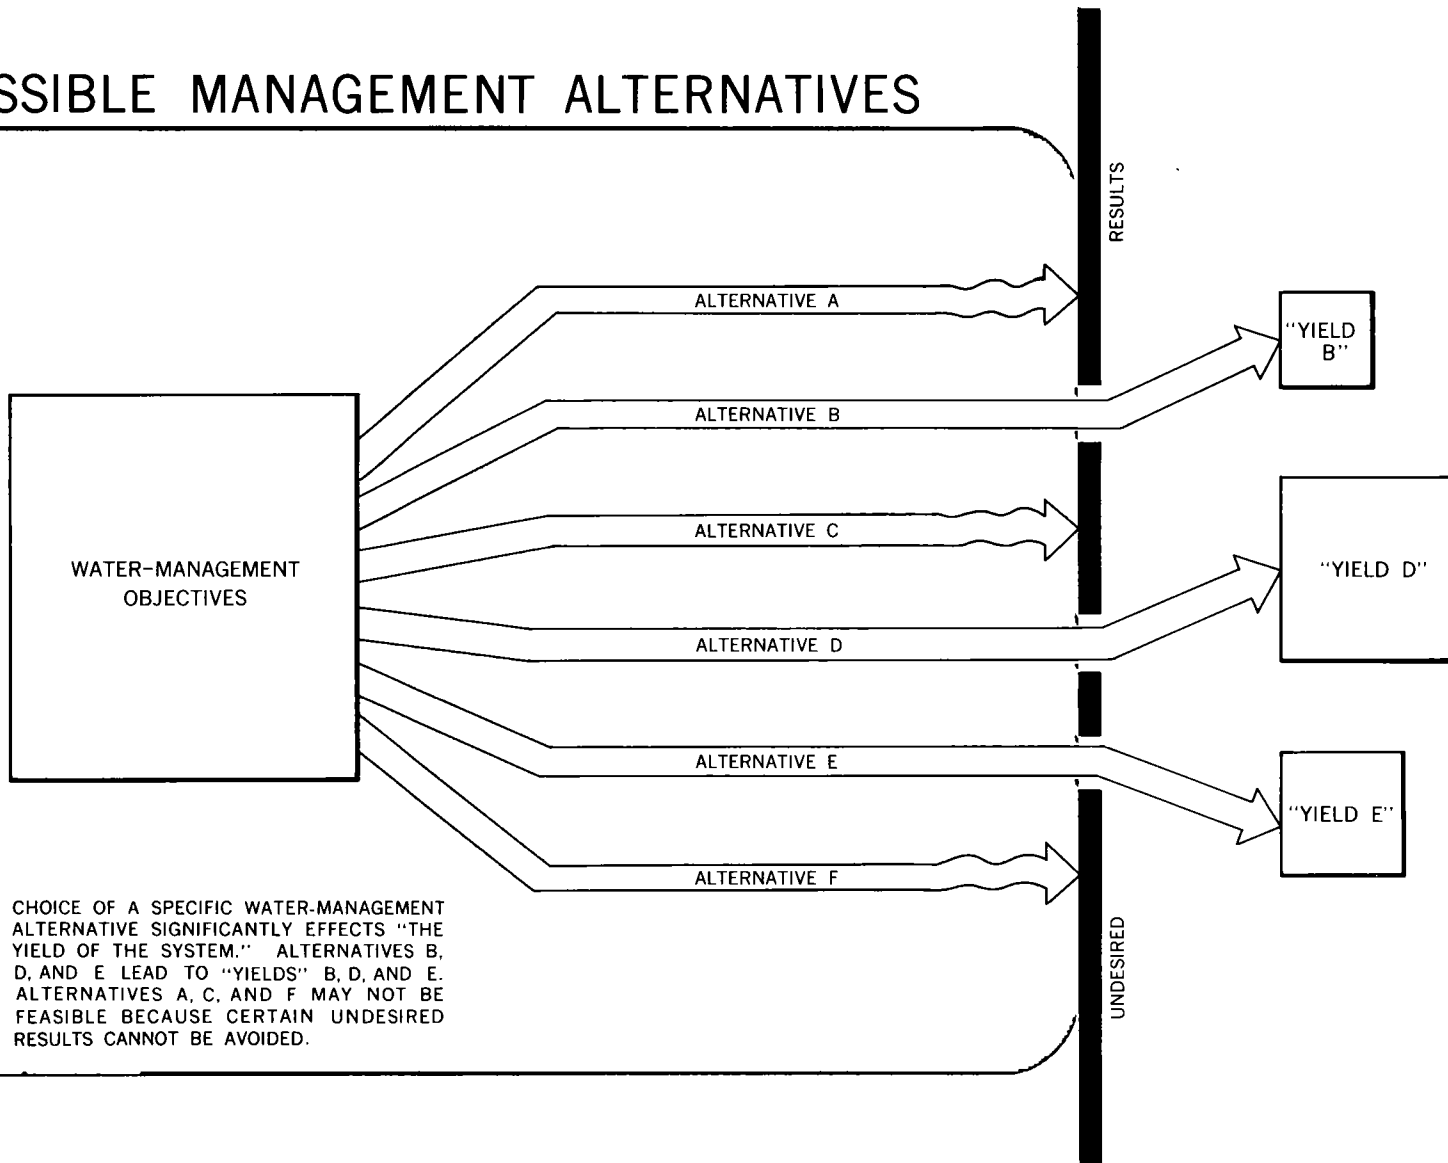 SSIBLE MANAGEMENT ALTERNATIVES
RESULTS
ALTERNATIVE A
"YIELD
B"
ALTERNATIVE B
ALTERNATIVE C
WATER-MANAGEMENT
OBJECTIVES
"YIELD D"
ALTERNATIVE D
ALTERNATIVE E
"YIELD E"
ALTERNATIVE F
CHOICE OF A SPECIFIC WATER-MANAGEMENT
ALTERNATIVE SIGNIFICANTLY EFFECTS "THE
YIELD OF THE SYSTEM." ALTERNATIVES B,
D, AND E LEAD TO "YIELDS" B, D, AND E.
ALTERNATIVES A, C, AND F MAY NOT BE
FEASIBLE BECAUSE CERTAIN UNDESIRED
RESULTS CANNOT BE AVOIDED.
UNDESIRED